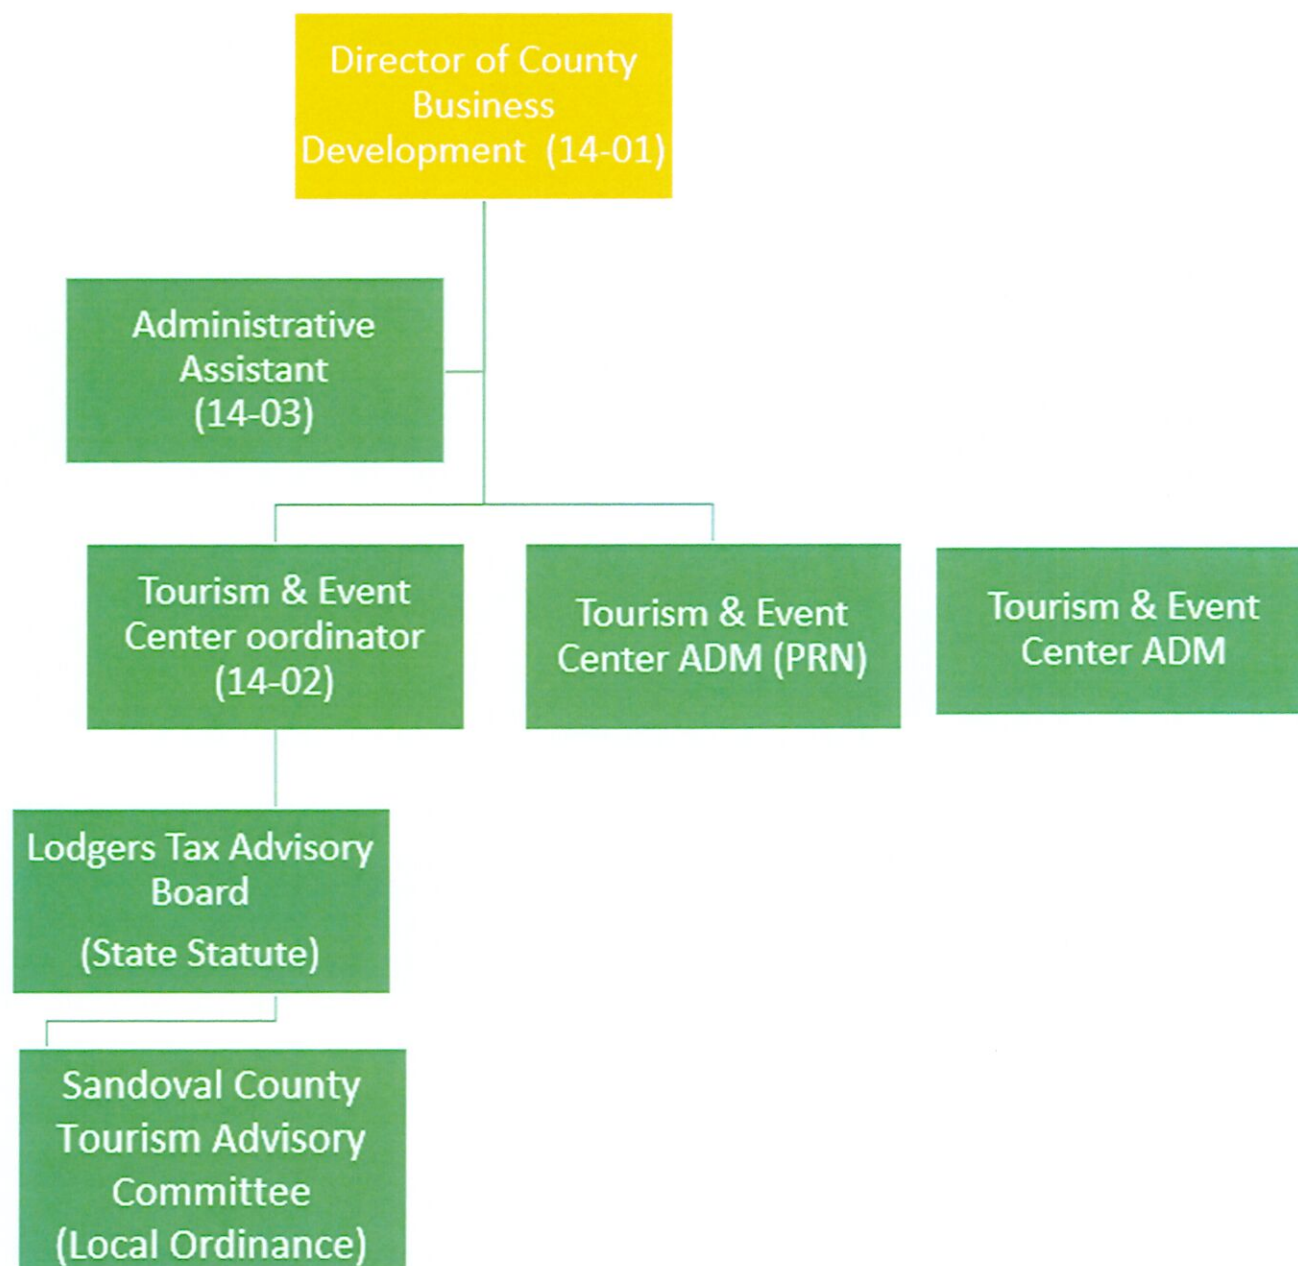 Director of County
Business
Development (14-01)
Administrative
Assistant
(14-03)
Tourism & Event
Center oordinator
(14-02)
Tourism & Event
Center ADM (PRN)
Tourism & Event
Center ADM
Lodgers Tax Advisory
Board
(State Statute)
Sandoval County
Tourism Advisory
Committee
(Local Ordinance)